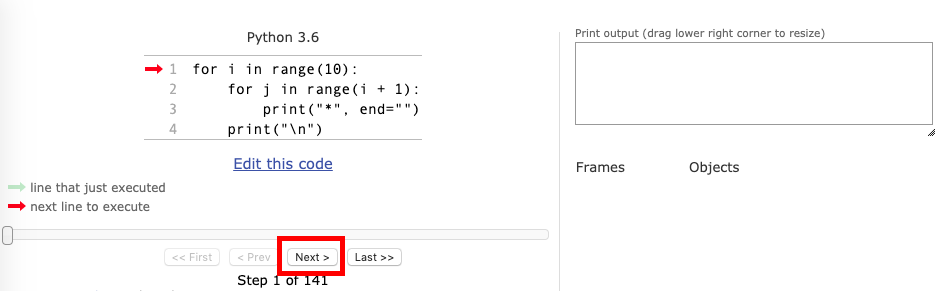 Python 3.6
1 for i in range(10):
2     for j in range(i + 1):
3         print("*", end="")
4     print("\n")
Edit this code
line that just executed
next line to execute
<< First < Prev Next > Last >>
Step 1 of 141
Print output (drag lower right corner to resize)
Frames Objects